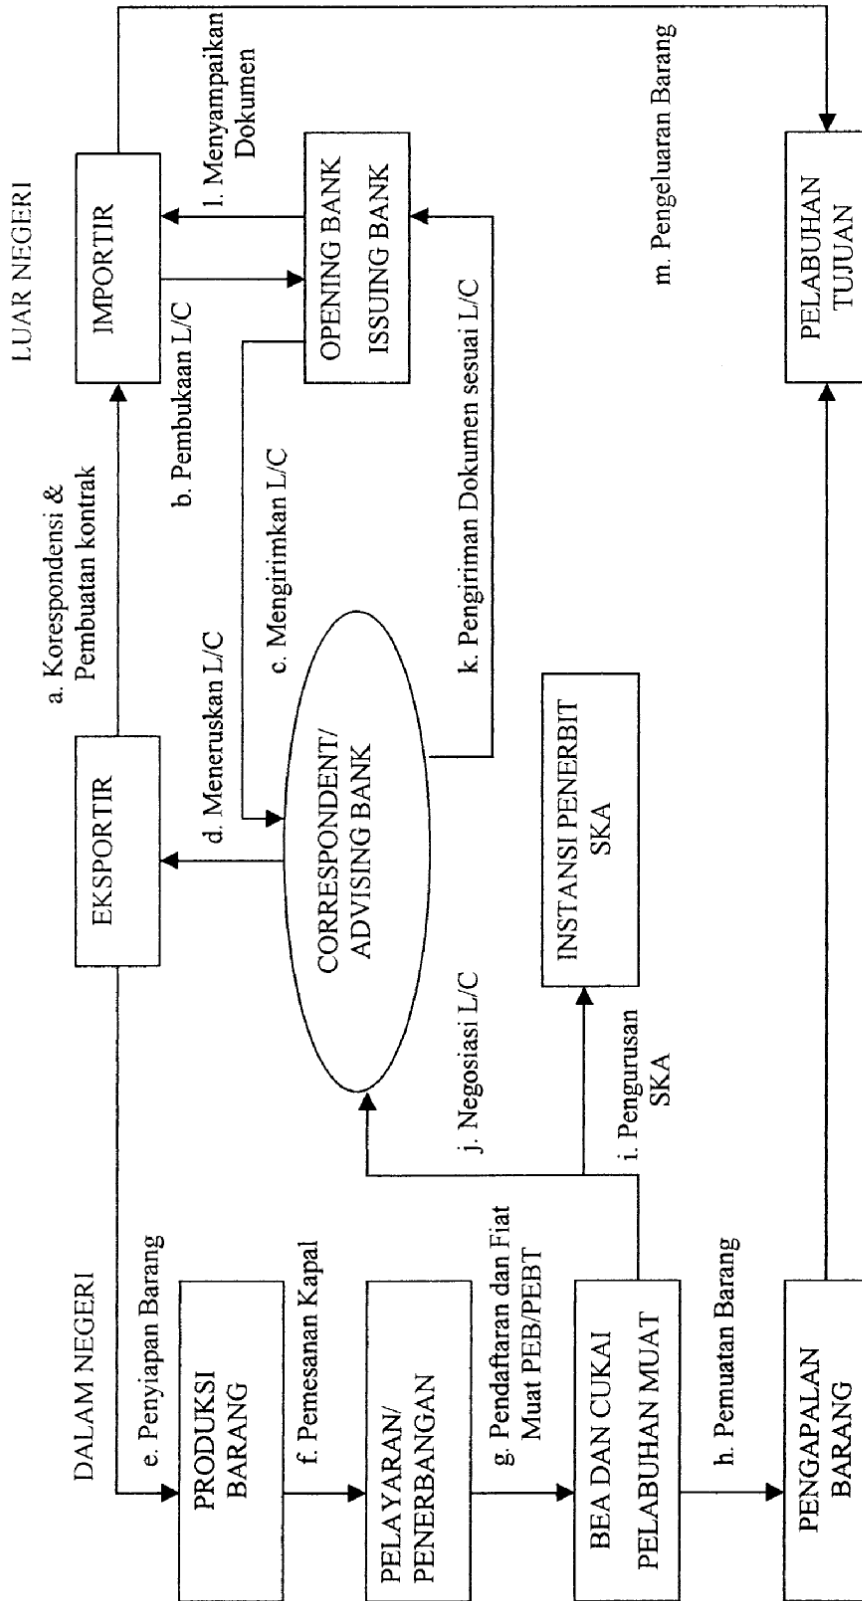 DALAM NEGERI
LUAR NEGERI
EKSPORTIR
a. Korespondensi &
Pembuatan kontrak
IMPORTIR
e. Penyiapan Barang
d. Meneruskan L/C
b. Pembukaan L/C
l. Menyampaikan
Dokumen
PRODUKSI
BARANG
c. Mengirimkan L/C
f. Pemesanan Kapal
CORRESPONDENT/
ADVISING BANK
OPENING BANK
ISSUING BANK
PELAYARAN/
PENERBANGAN
j. Negosiasi L/C
k. Pengiriman Dokumen sesuai L/C
g. Pendaftaran dan Fiat
Muat PEB/PEBT
INSTANSI PENERBIT
SKA
BEA DAN CUKAI
PELABUHAN MUAT
i. Pengurusan
SKA
m. Pengeluaran Barang
h. Pemuatan Barang
PENGAPALAN
BARANG
PELABUHAN
TUJUAN